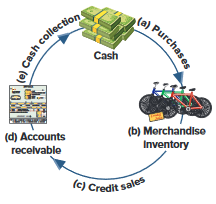 (e) Cash collection
(a) Purchases
Cash
(b) Merchandise
Inventory
(d) Accounts
receivable
(c) Credit sales